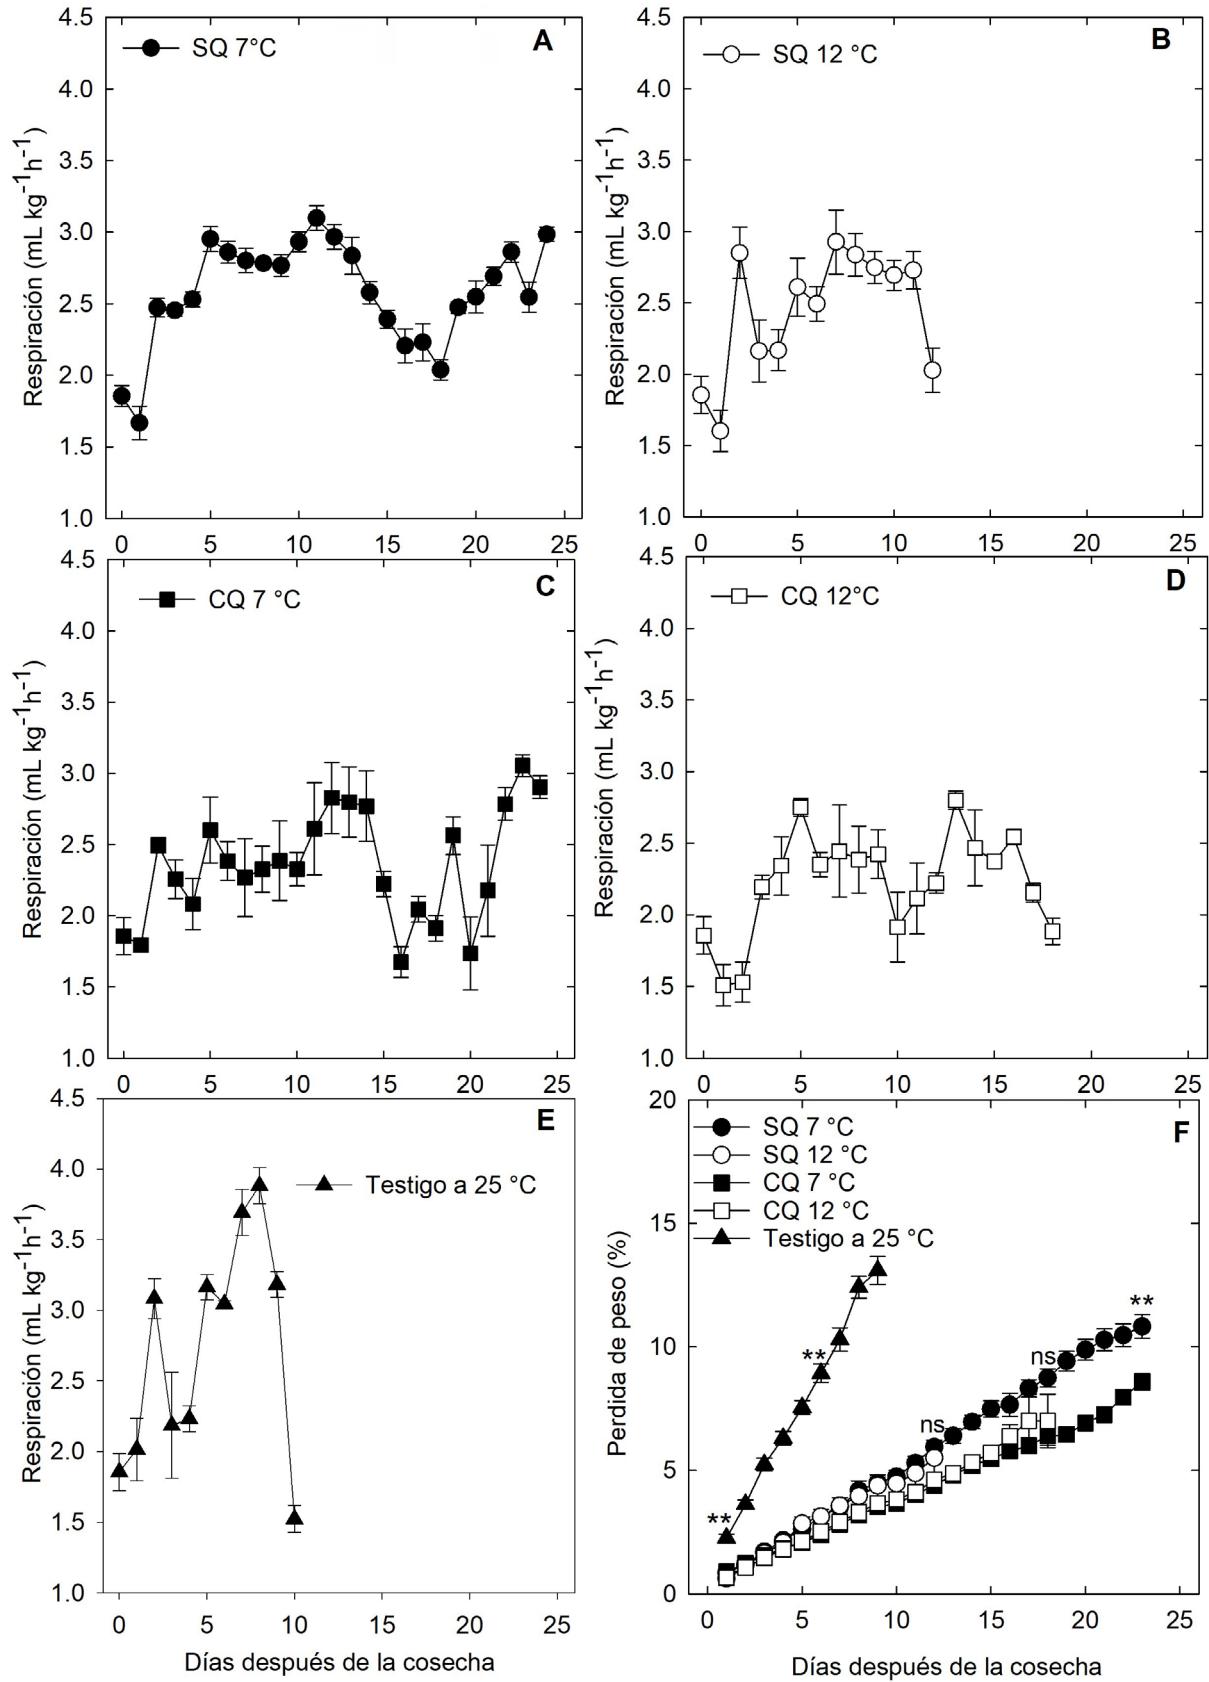 A
SQ 7°C
4.5
4.0
3.5
3.0
2.5
2.0
1.5
1.0
Respiración (mL kg-1h-1)
0 5 10 15 20 25
B
SQ 12 °C
4.5
4.0
3.5
3.0
2.5
2.0
1.5
1.0
Respiración (mL kg-1h-1)
0 5 10 15 20 25
C
CQ 7 °C
4.0
3.5
3.0
2.5
2.0
1.5
1.0
Respiración (mL kg-1h-1)
0 5 10 15 20 25
D
CQ 12°C
4.5
4.0
3.5
3.0
2.5
2.0
1.5
1.0
Respiración (mL kg-1h-1)
0 5 10 15 20 25
E
Testigo a 25 °C
4.5
4.0
3.5
3.0
2.5
2.0
1.5
1.0
Respiración (mL kg-1h-1)
0 5 10 15 20 25
Días después de la cosecha
F
SQ 7 °C
SQ 12 °C
CQ 7 °C
CQ 12 °C
Testigo a 25 °C
20
15
10
5
0
Perdida de peso (%)
**
**
ns
ns
**
0 5 10 15 20 25
Días después de la cosecha